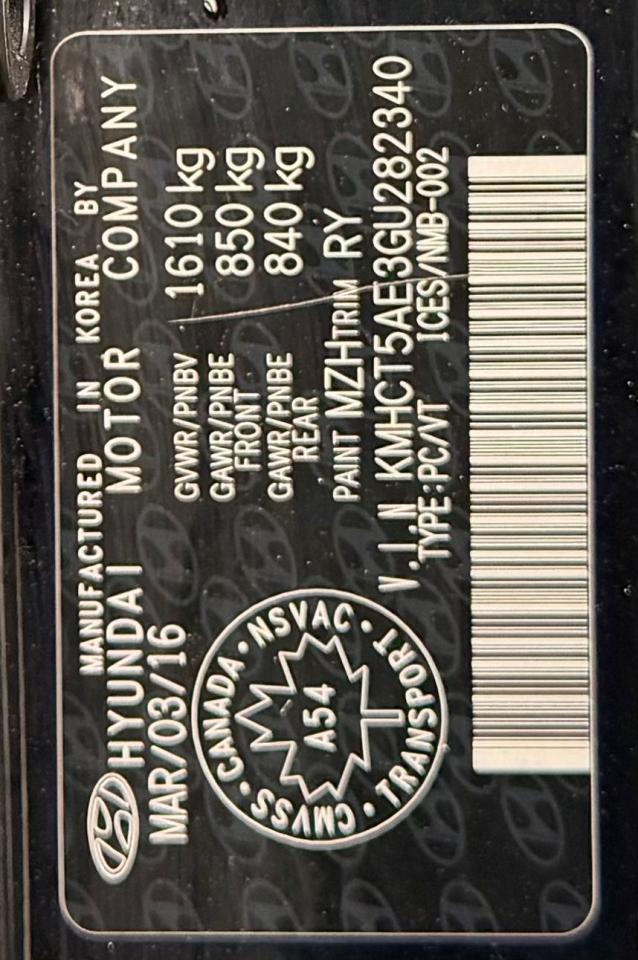 MANUFACTURED IN KOREA BY
HYUNDAI MOTOR COMPANY
MAR/03/16
GVWR/PNBV 1610 kg
GAWR/PNBE FRONT 850 kg
GAWR/PNBE REAR 840 kg
PAINT MZH TRIM RY
V.I.N KMHCT5AE3GU282340
TYPE:PC/VT ICES/NMB-002
CMVSS · CANADA · NSVAC · TRANSPORT ·
A54